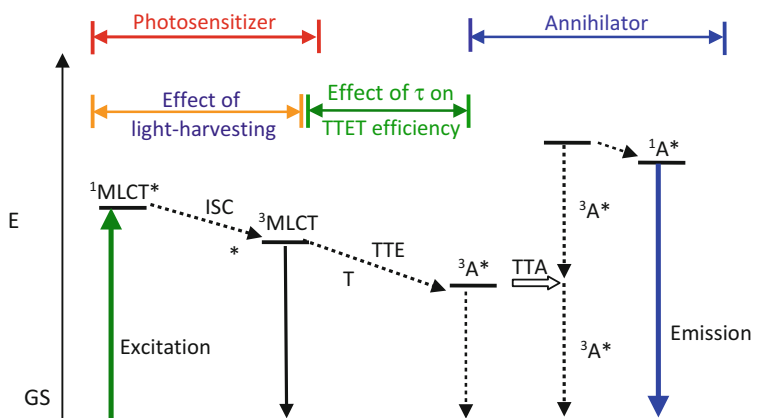 Photosensitizer
Annihilator
Effect of
light-harvesting
Effect of τ on
TTET efficiency
E
GS
¹MLCT*
ISC
*
³MLCT
TTE
T
³A*
TTA
³A*
³A*
¹A*
Excitation
Emission